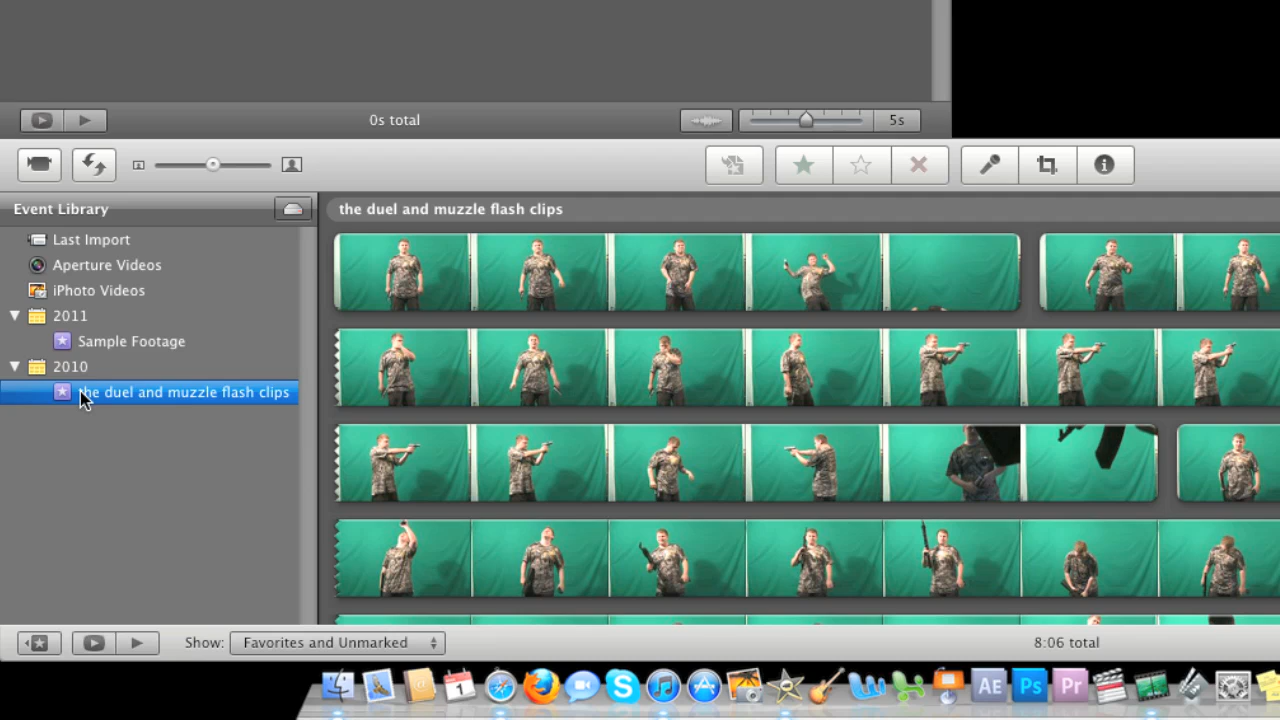 0s total
5s
Event Library
the duel and muzzle flash clips
Last Import
Aperture Videos
iPhoto Videos
2011
Sample Footage
2010
the duel and muzzle flash clips
Show: Favorites and Unmarked
8:06 total
1
AE
Ps
Pr